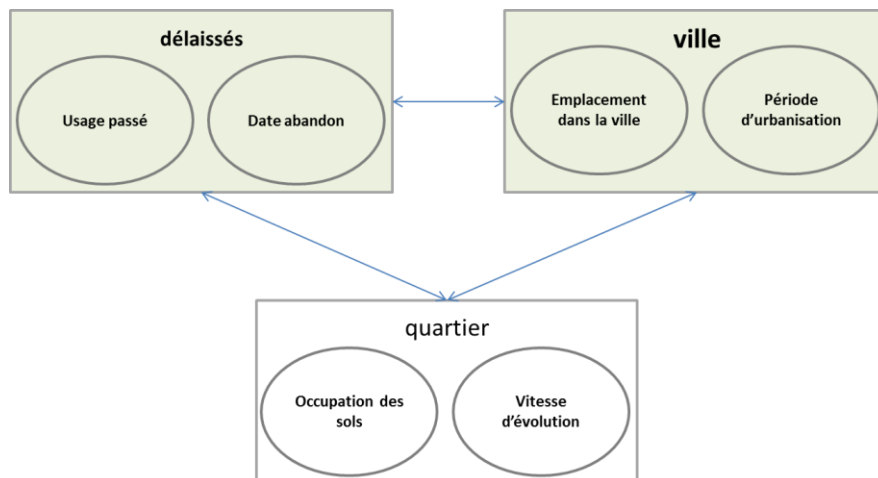 délaissés
Usage passé
Date abandon
ville
Emplacement
dans la ville
Période
d'urbanisation
quartier
Occupation des
sols
Vitesse
d'évolution